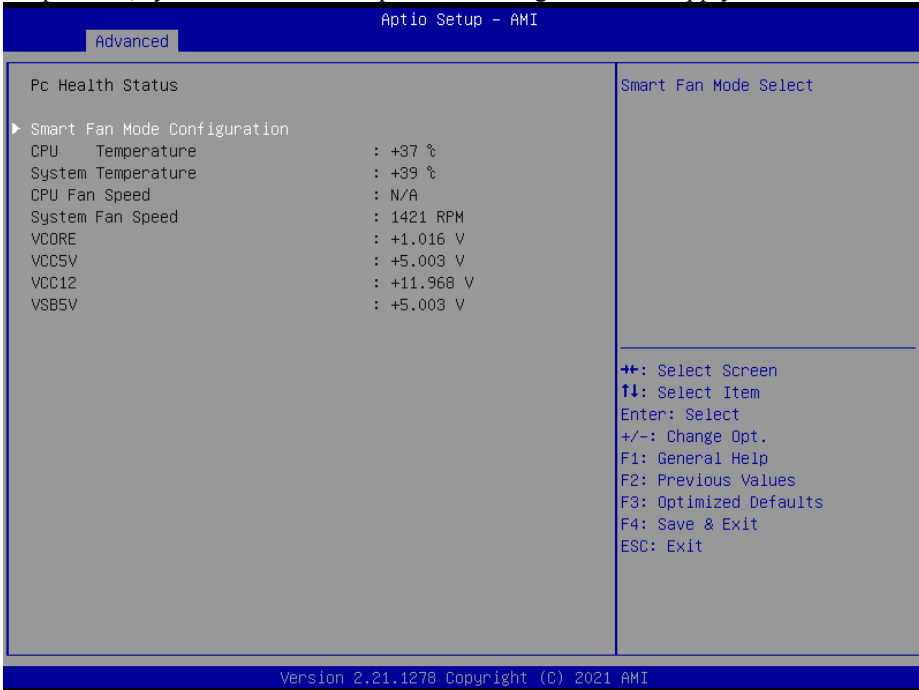 Aptio Setup – AMI
Advanced
Pc Health Status
▶ Smart Fan Mode Configuration
CPU Temperature : +37 ℃
System Temperature : +39 ℃
CPU Fan Speed : N/A
System Fan Speed : 1421 RPM
VCORE : +1.016 V
VCC5V : +5.003 V
VCC12 : +11.968 V
VSB5V : +5.003 V
Smart Fan Mode Select
→←: Select Screen
↑↓: Select Item
Enter: Select
+/-: Change Opt.
F1: General Help
F2: Previous Values
F3: Optimized Defaults
F4: Save & Exit
ESC: Exit
Version 2.21.1278 Copyright (C) 2021 AMI